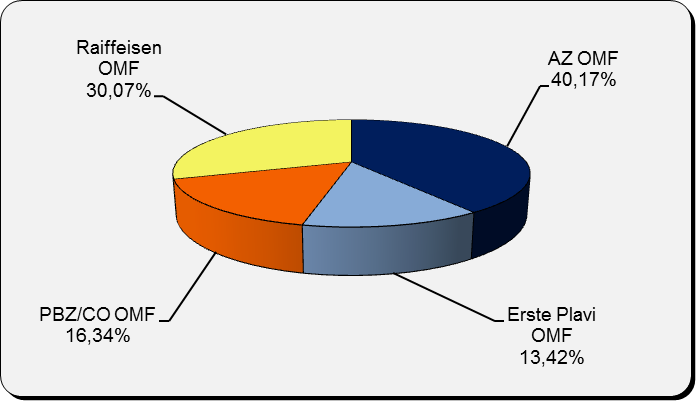 Raiffeisen
OMF
30,07%
AZ OMF
40,17%
PBZ/CO OMF
16,34%
Erste Plavi
OMF
13,42%